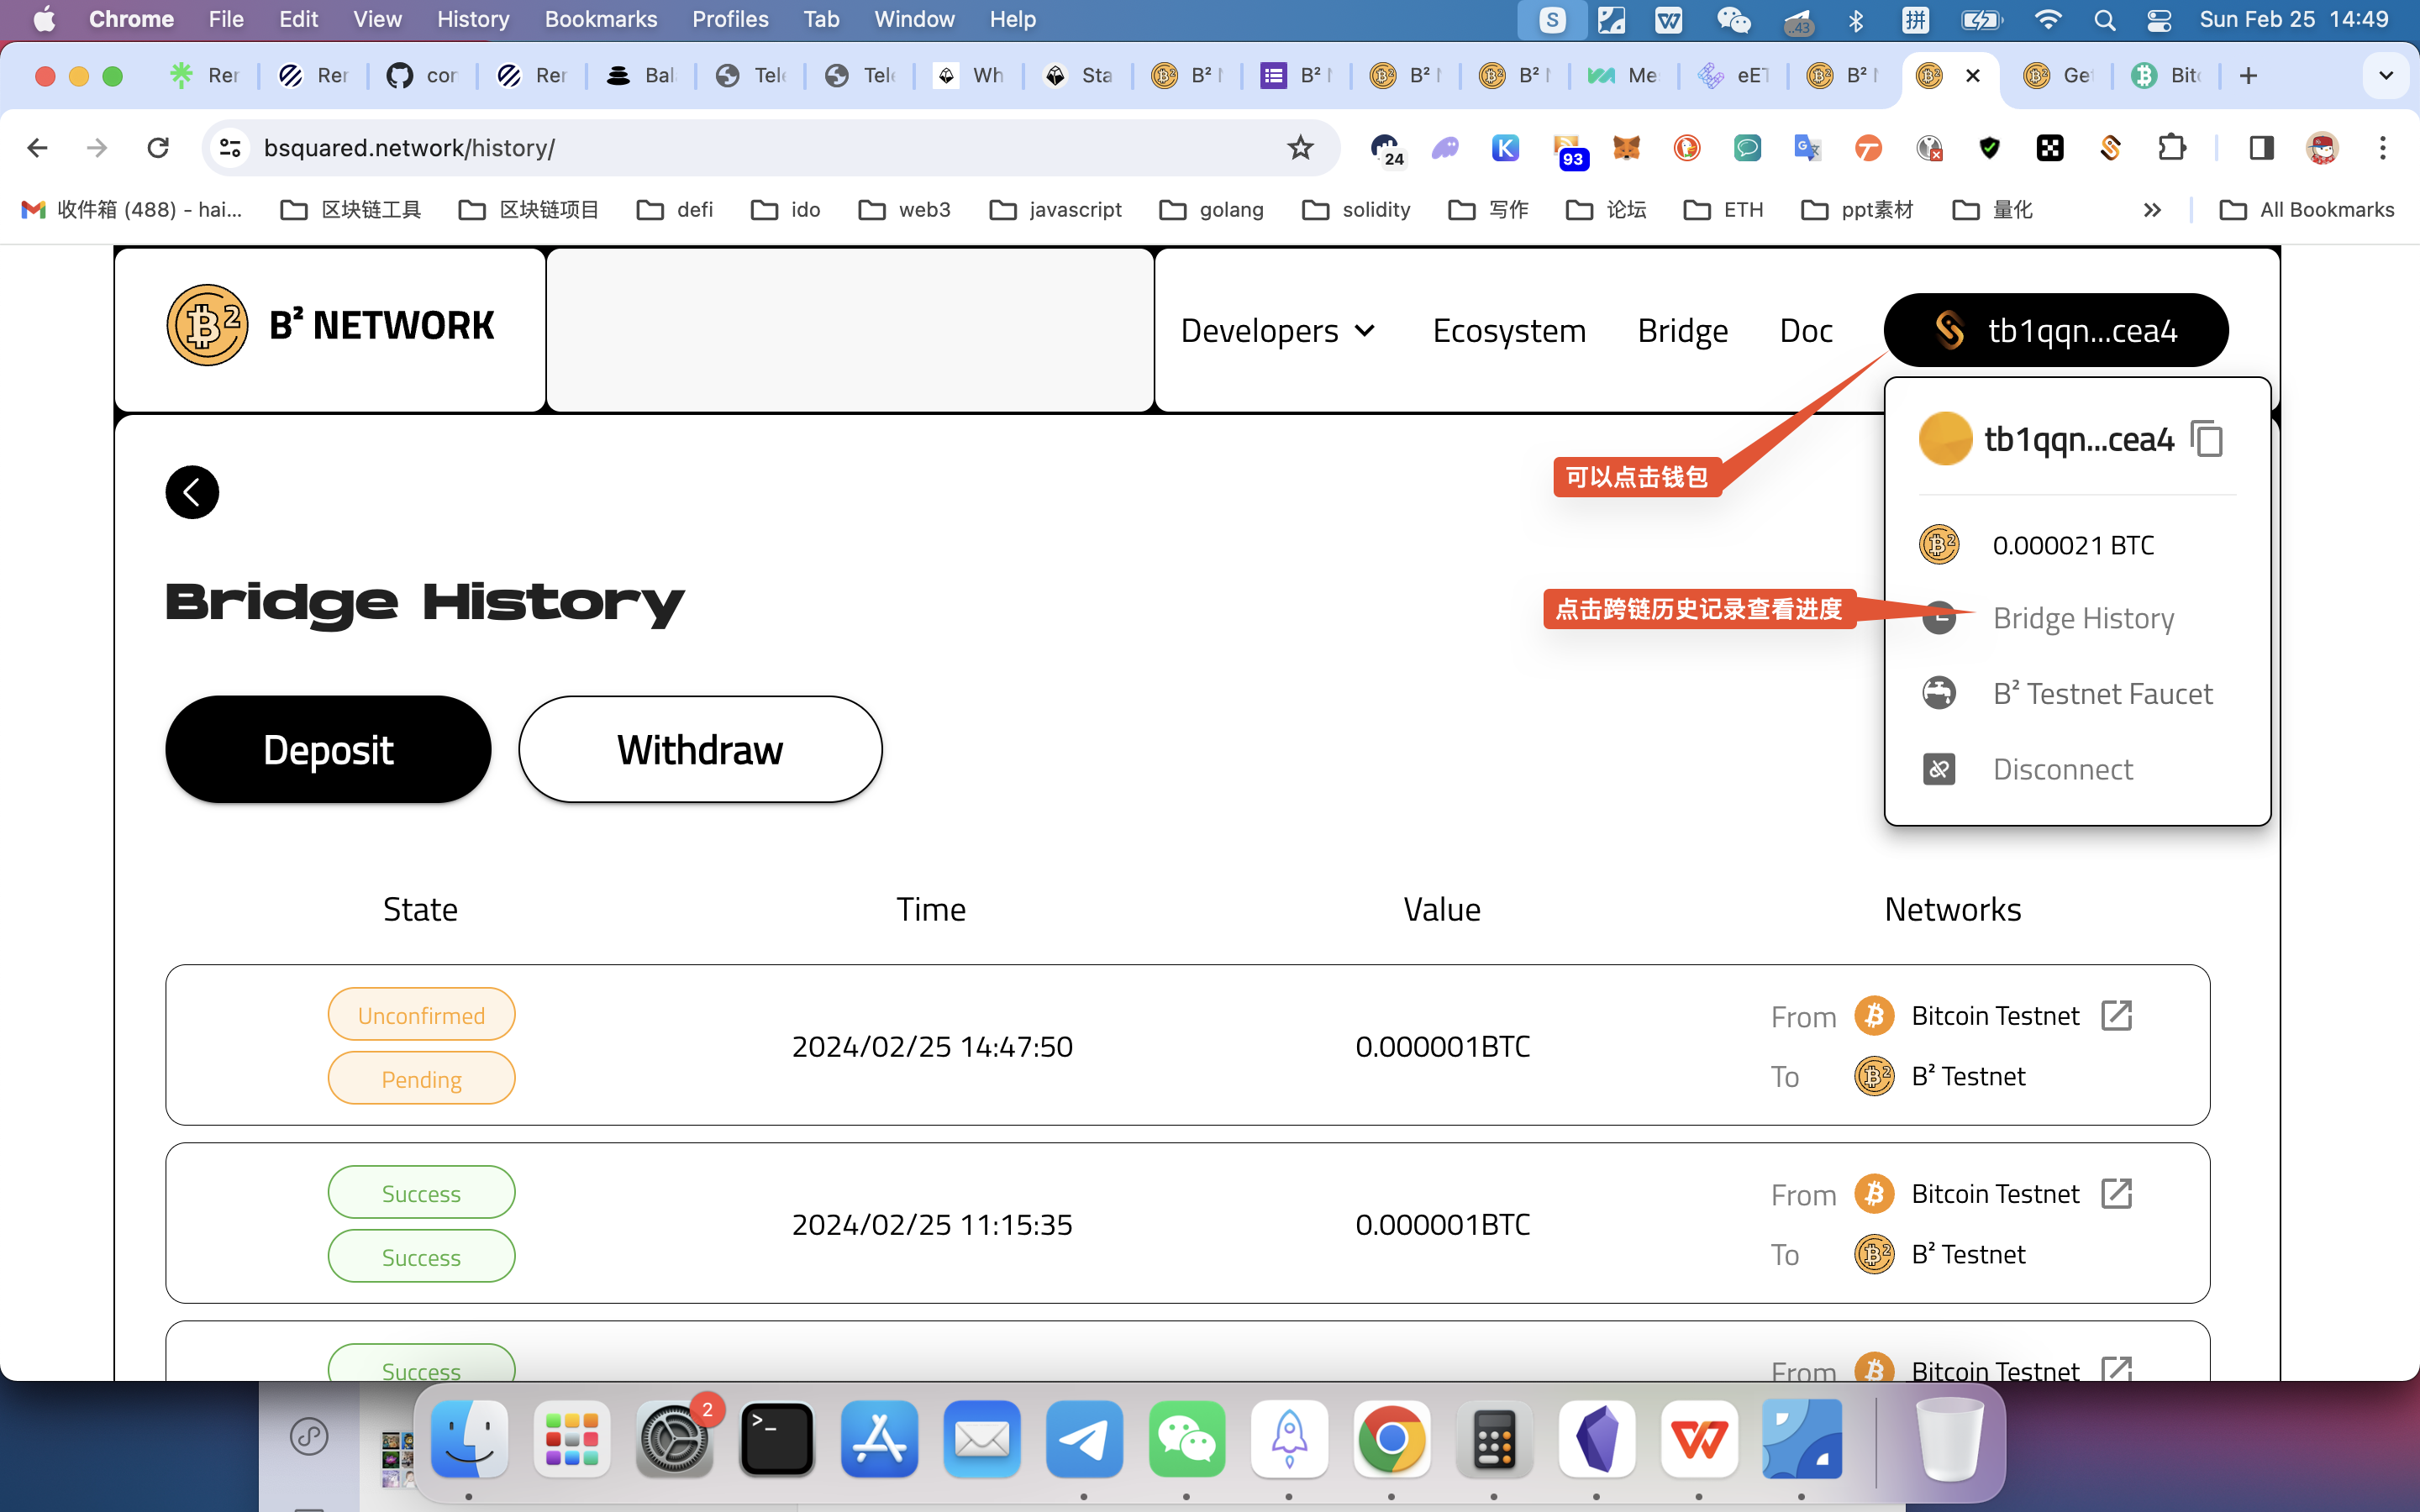 Chrome File Edit View History Bookmarks Profiles Tab Window Help S 拼 Sun Feb 25 14:49
Rer Rer cor Rer Bal Tele Tele Wh Sta B² N B² N B² N B² N Me eET B² N Get Bitc
bsquared.network/history/ 24 K 93
收件箱 (488) - hai... 区块链工具 区块链项目 defi ido web3 javascript golang solidity 写作 论坛 ETH ppt素材 量化 All Bookmarks
B² NETWORK
Developers Ecosystem Bridge Doc tb1qqn...cea4
tb1qqn...cea4
可以点击钱包
0.000021 BTC
点击跨链历史记录查看进度
Bridge History
B² Testnet Faucet
Disconnect
Bridge History
Deposit Withdraw
State Time Value Networks
Unconfirmed
Pending
2024/02/25 14:47:50
0.000001BTC
From Bitcoin Testnet
To B² Testnet
Success
Success
2024/02/25 11:15:35
0.000001BTC
From Bitcoin Testnet
To B² Testnet
Success
From Bitcoin Testnet
2